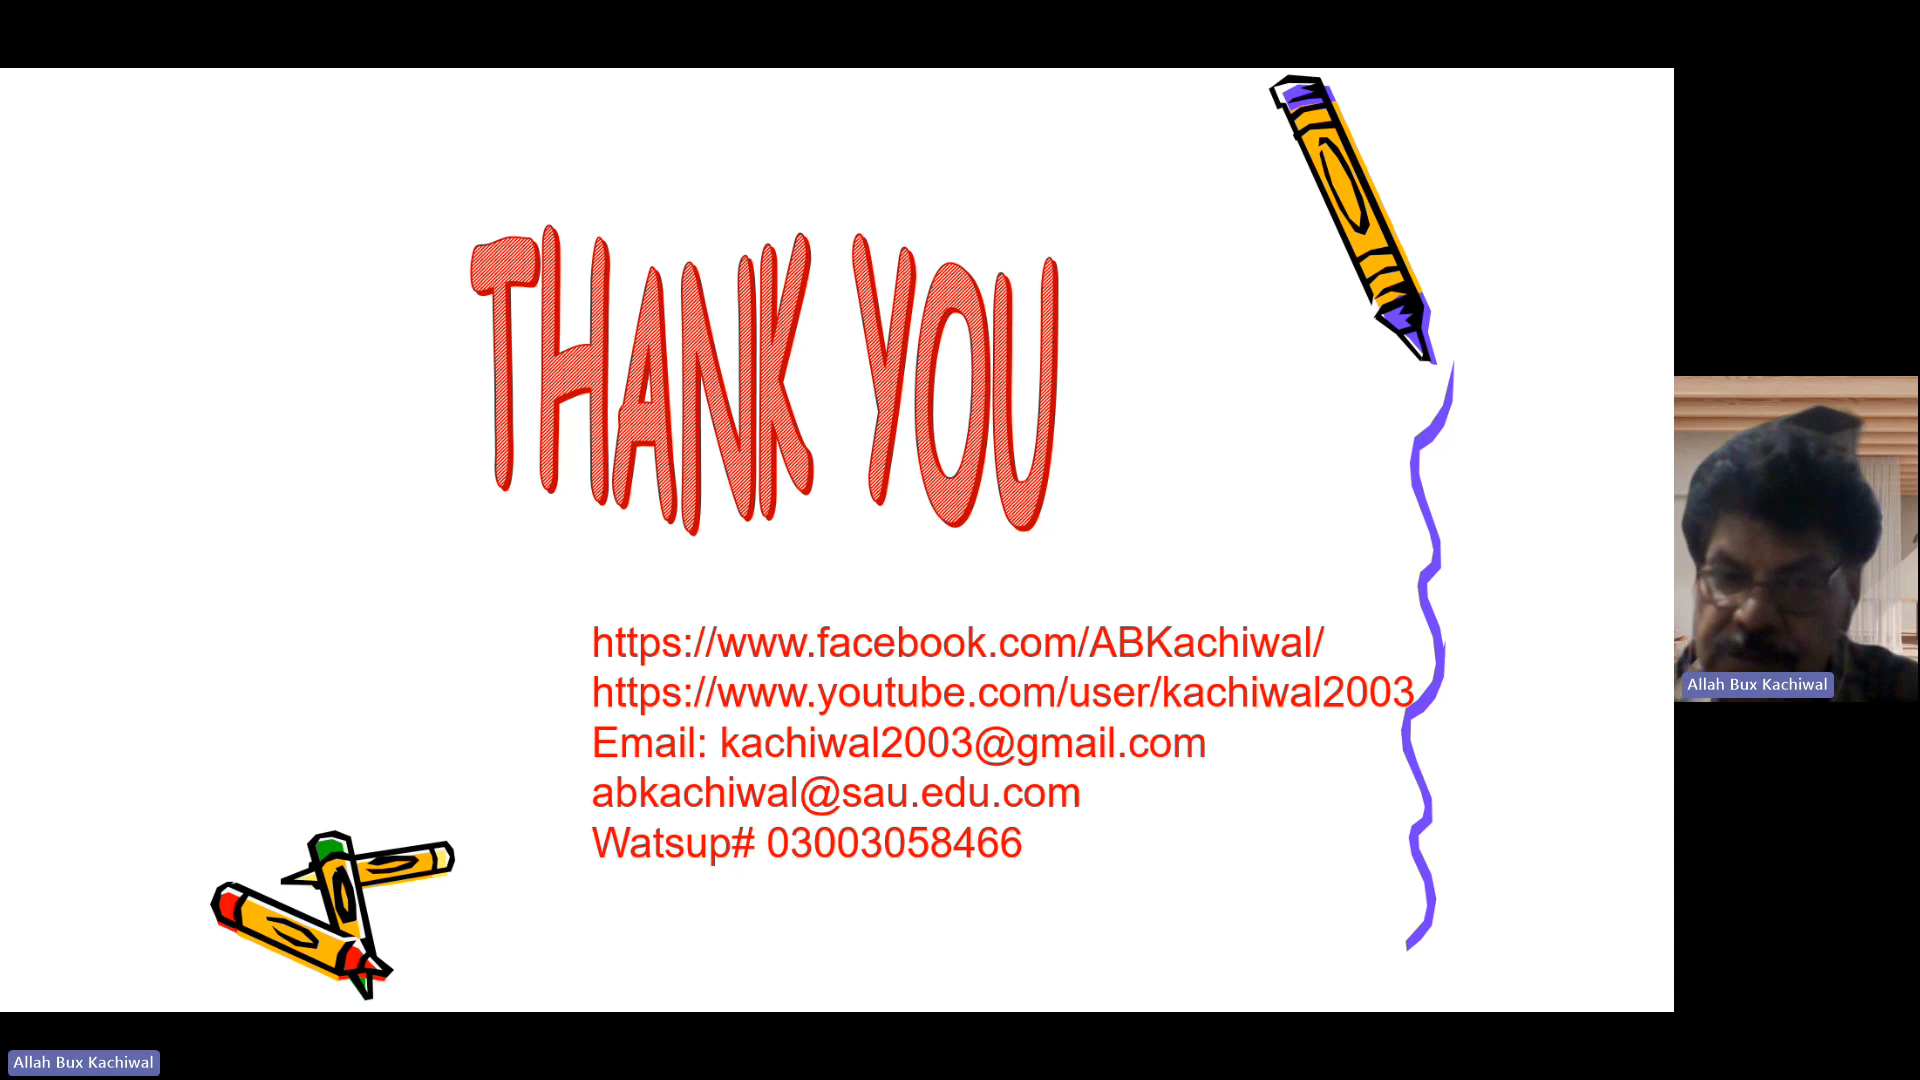 THANK YOU
https://www.facebook.com/ABKachiwal/
https://www.youtube.com/user/kachiwal2003
Email: kachiwal2003@gmail.com
abkachiwal@sau.edu.com
Watsup# 03003058466
Allah Bux Kachiwal
Allah Bux Kachiwal